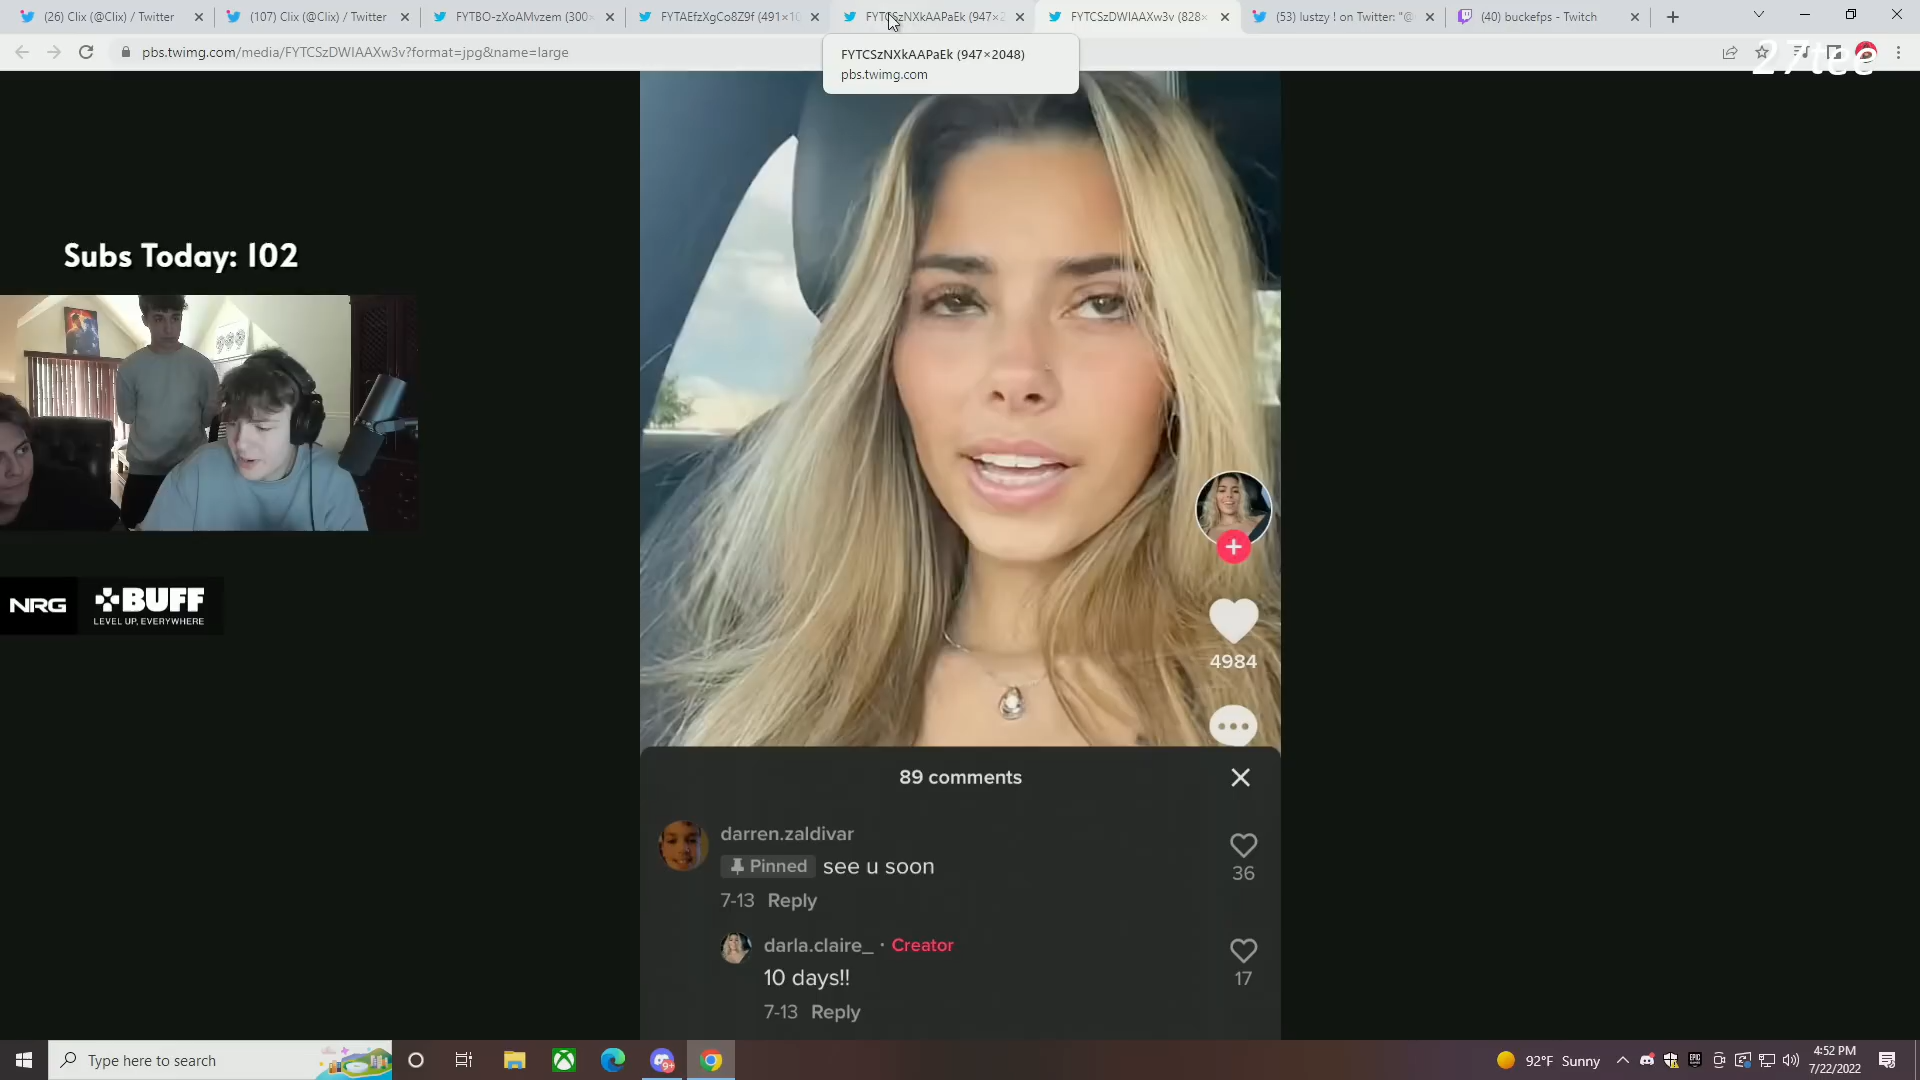 (26) Clix (@Clix) / Twitter
(107) Clix (@Clix) / Twitter
FYTBO-zXoAMvzem (300×
FYTAEfzXgCo8Z9f (491×10
FYTCSzNXkAAPaEk (947×2
FYTCSzDWIAAXw3v (828×
(53) lustzy ! on Twitter: "@
(40) buckefps - Twitch
pbs.twimg.com/media/FYTCSzDWIAAXw3v?format=jpg&name=large
FYTCSzNXkAAPaEk (947×2048)
pbs.twimg.com
27tee
Subs Today: 102
NRG
BUFF
LEVEL UP, EVERYWHERE
4984
89 comments
darren.zaldivar
Pinned see u soon
36
7-13 Reply
darla.claire_ · Creator
10 days!!
17
7-13 Reply
Type here to search
9+
92°F Sunny
4:52 PM
7/22/2022